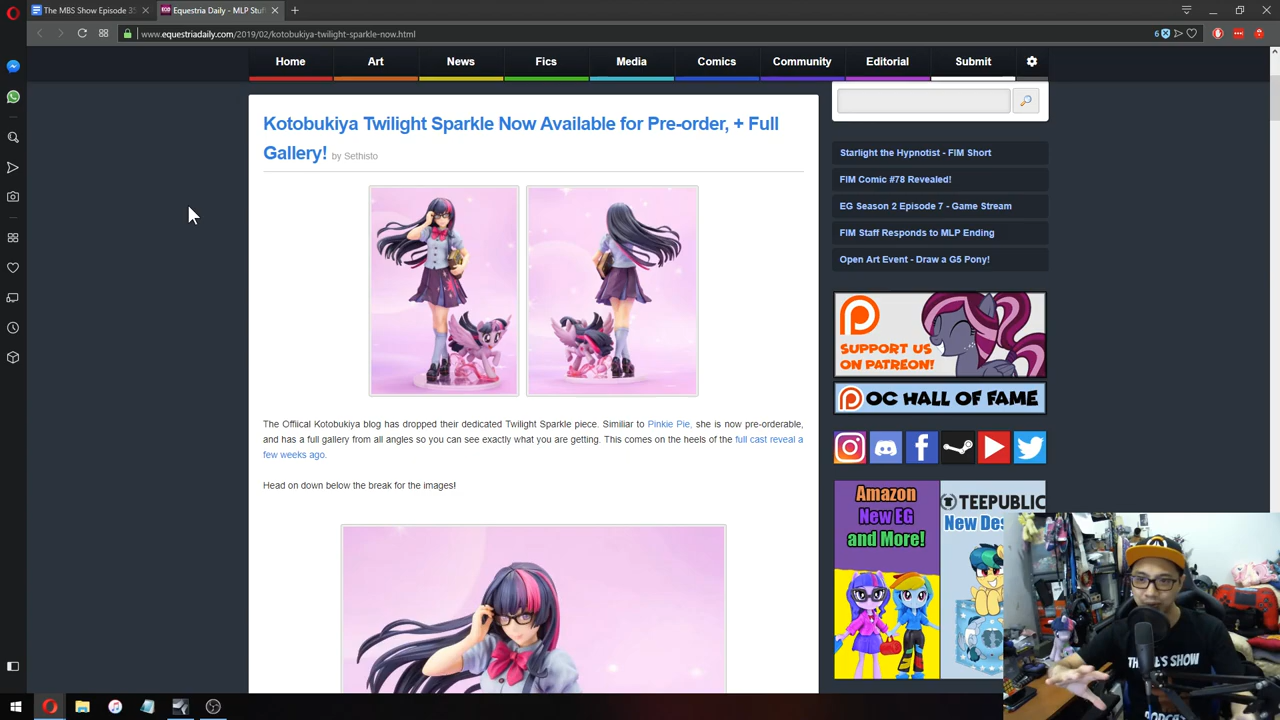 The MBS Show Episode 35
Equestria Daily - MLP Stuf
www.equestriadaily.com/2019/02/kotobukiya-twilight-sparkle-now.html
6
Home
Art
News
Fics
Media
Comics
Community
Editorial
Submit
Kotobukiya Twilight Sparkle Now Available for Pre-order, + Full
Gallery! by Sethisto
The Offiical Kotobukiya blog has dropped their dedicated Twilight Sparkle piece. Similiar to Pinkie Pie, she is now pre-orderable,
and has a full gallery from all angles so you can see exactly what you are getting. This comes on the heels of the full cast reveal a
few weeks ago.
Head on down below the break for the images!
Starlight the Hypnotist - FIM Short
FIM Comic #78 Revealed!
EG Season 2 Episode 7 - Game Stream
FIM Staff Responds to MLP Ending
Open Art Event - Draw a G5 Pony!
SUPPORT US
ON PATREON!
OC HALL OF FAME
Amazon
New EG
and More!
TEEPUBLIC
New Des
SHOW